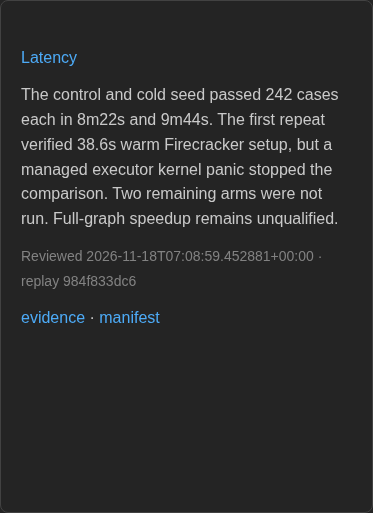 Latency
The control and cold seed passed 242 cases
each in 8m22s and 9m44s. The first repeat
verified 38.6s warm Firecracker setup, but a
managed executor kernel panic stopped the
comparison. Two remaining arms were not
run. Full-graph speedup remains unqualified.
Reviewed 2026-11-18T07:08:59.452881+00:00 ·
replay 984f833dc6
evidence · manifest